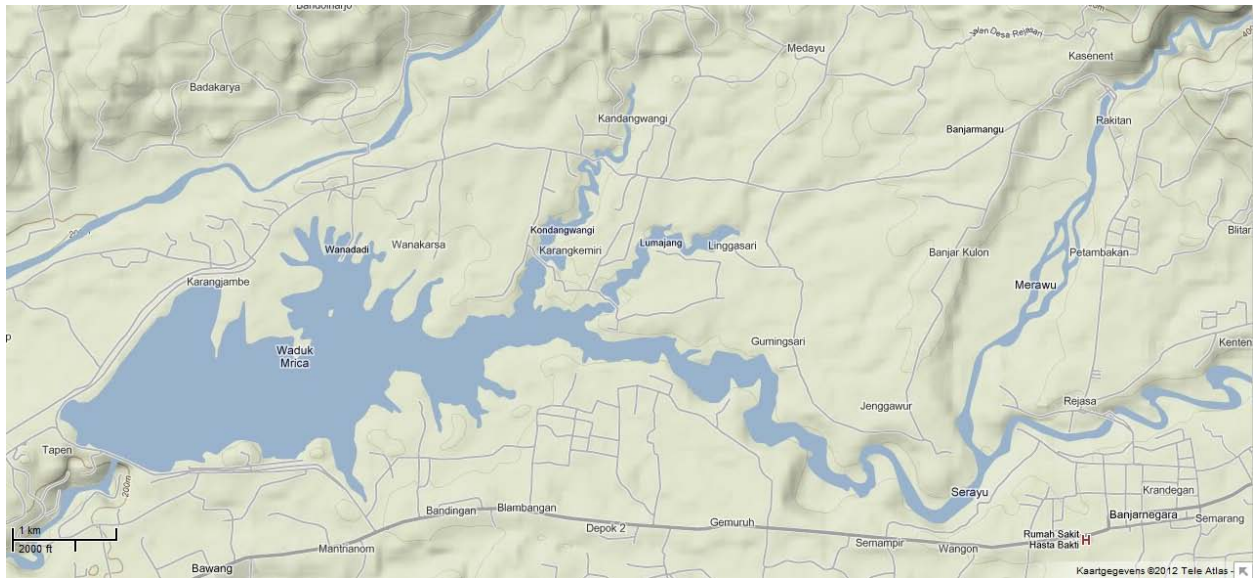 Bandolharjo
Badakarya
Medayu
Jalan Desa Rejasari
Kasenent
Kandangwangi
Banjarmangu
Rakitan
200m
Wanadadi
Wanakarsa
Kondangwangi
Karangkemiri
Lumajang
Linggasari
Banjar Kulon
Petambakan
Blitar
Karangjambe
Merawu
Waduk
Mrica
Gumingsari
Kenten
Jenggawur
Rejasa
Tapen
200m
Serayu
Krandegan
Bandingan
Blambangan
Banjarnegara
Semarang
Depok 2
Gemuruh
1 km
2000 ft
Mantrianom
Semampir
Wangon
Rumah Sakit
Hasta Bakti
H
Bawang
Kaartgegevens ©2012 Tele Atlas -